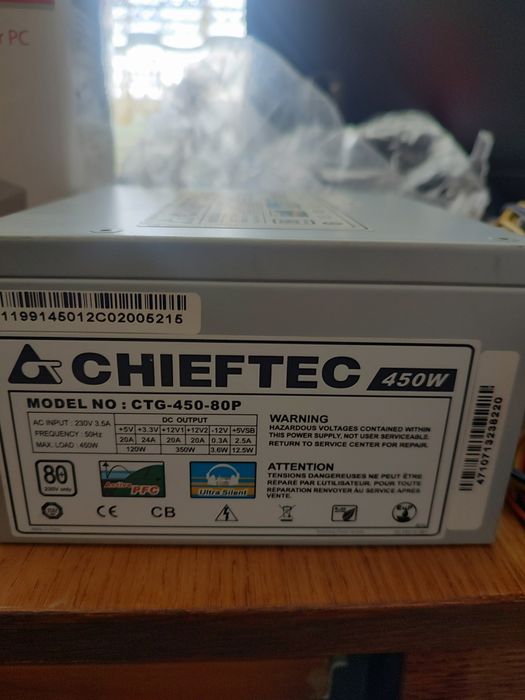 r PC
1199145012C02005215
CHIEFTEC 450W
MODEL NO : CTG-450-80P
AC INPUT : 230V 3.5A
FREQUENCY : 50Hz
MAX. LOAD : 450W
DC OUTPUT
+5V +3.3V +12V1 +12V2 -12V +5VSB
20A 24A 20A 20A 0.3A 2.5A
120W 350W 3.6W 12.5W
WARNING
HAZARDOUS VOLTAGES CONTAINED WITHIN
THIS POWER SUPPLY, NOT USER SERVICEABLE.
RETURN TO SERVICE CENTER FOR REPAIR.
ATTENTION
TENSIONS DANGEREUSES NE PEUT ÊTRE
RÉPARER PAR L'UTILISATEUR. POUR TOUTE
RÉPARATION RENVOYER AU SERVICE APRÈS-
VENTE.
80
230V only
Active PFC
Ultra Silent
CE
CB
4710713238220